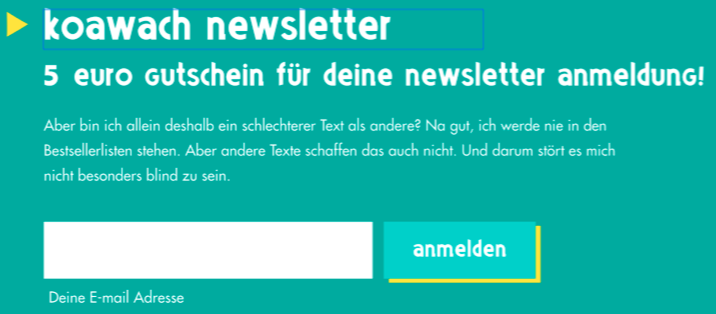 koawach newsletter
5 euro gutschein für deine newsletter anmeldung!
Aber bin ich allein deshalb ein schlechterer Text als andere? Na gut, ich werde nie in den
Bestsellerlisten stehen. Aber andere Texte schaffen das auch nicht. Und darum stört es mich
nicht besonders blind zu sein.
anmelden
Deine E-mail Adresse